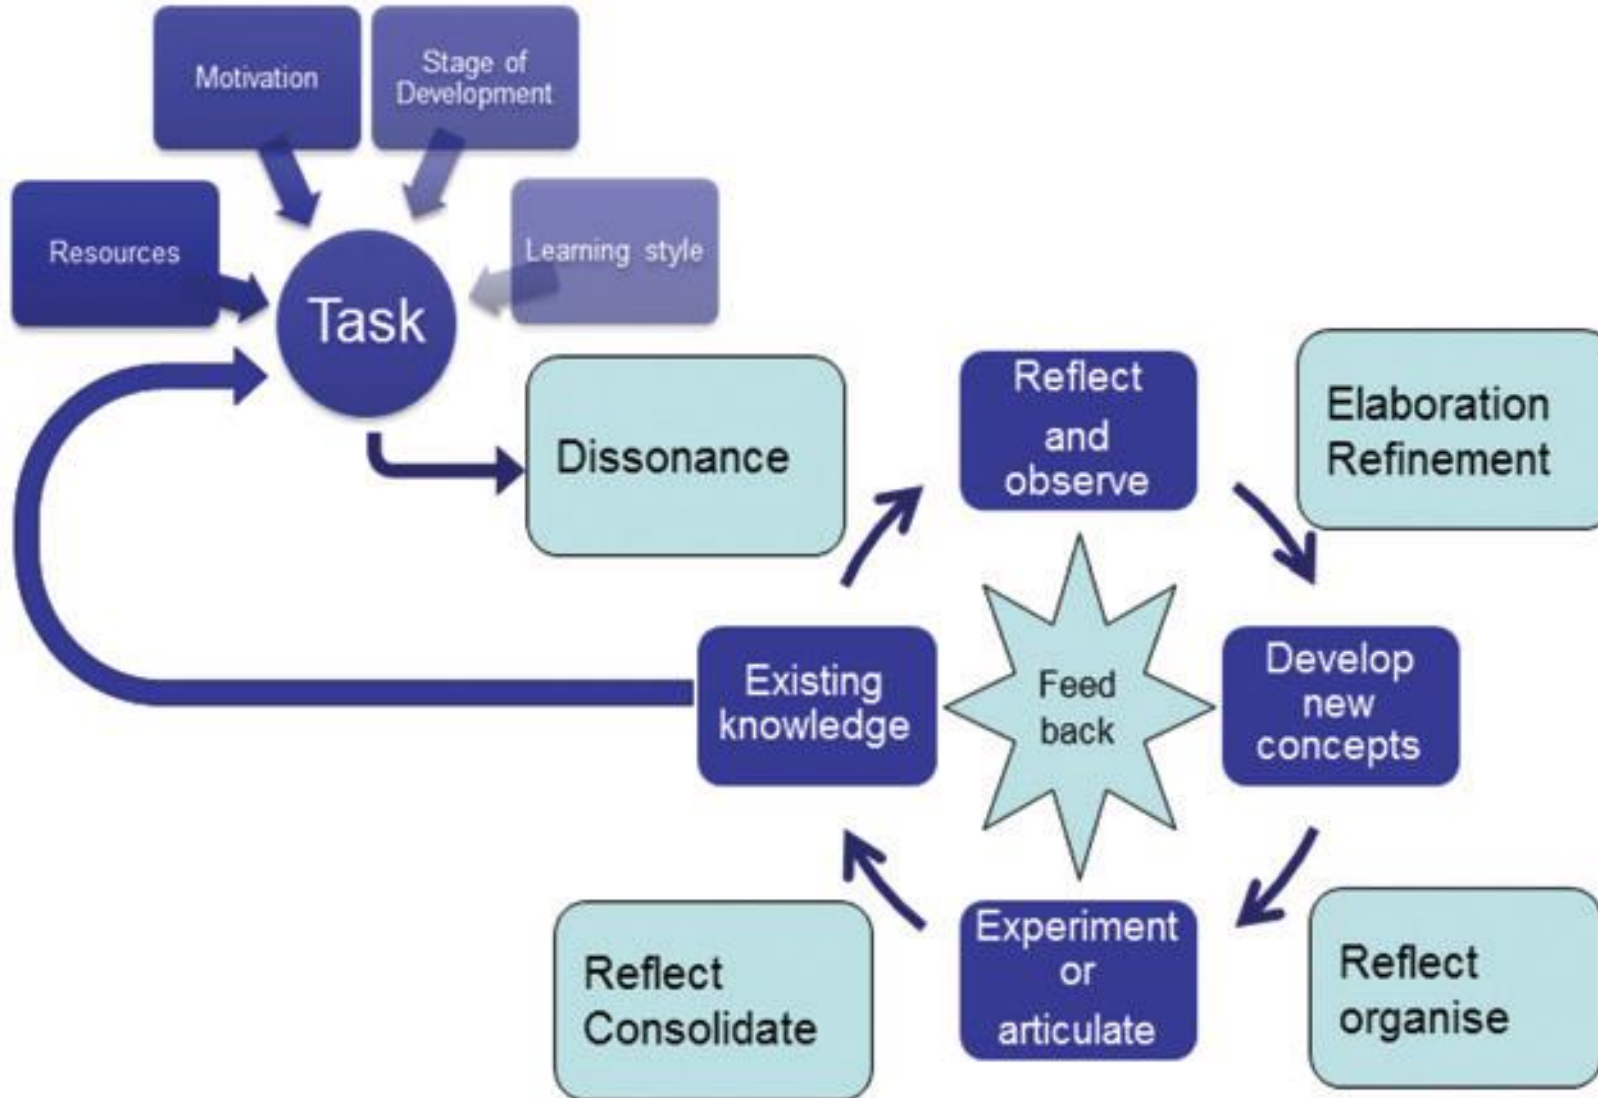 Motivation
Stage of
Development
Resources
Learning style
Task
Dissonance
Reflect
and
observe
Elaboration
Refinement
Existing
knowledge
Feed
back
Develop
new
concepts
Reflect
Consolidate
Experiment
or
articulate
Reflect
organise